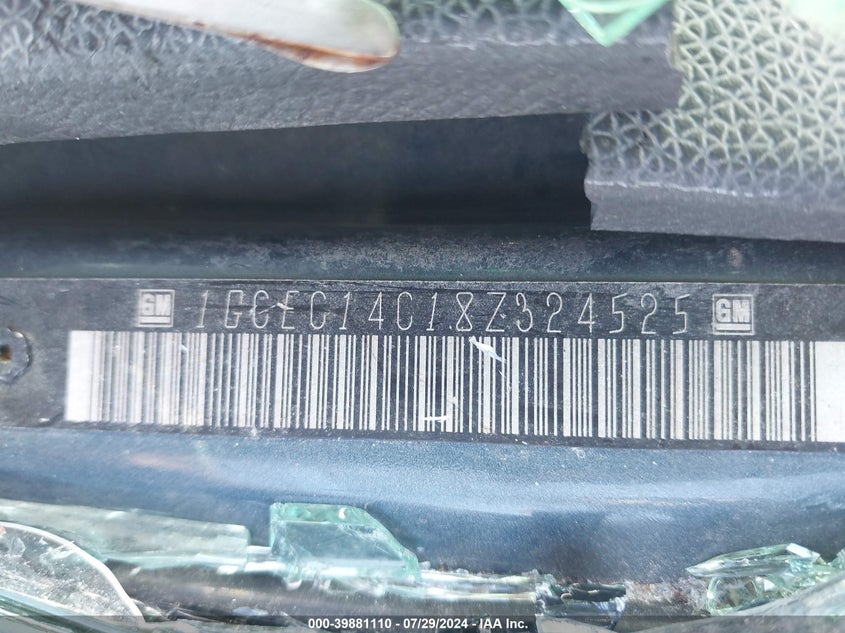 GM 1GCEC14C18Z324525 GM
000-39881110 - 07/29/2024 - IAA Inc.